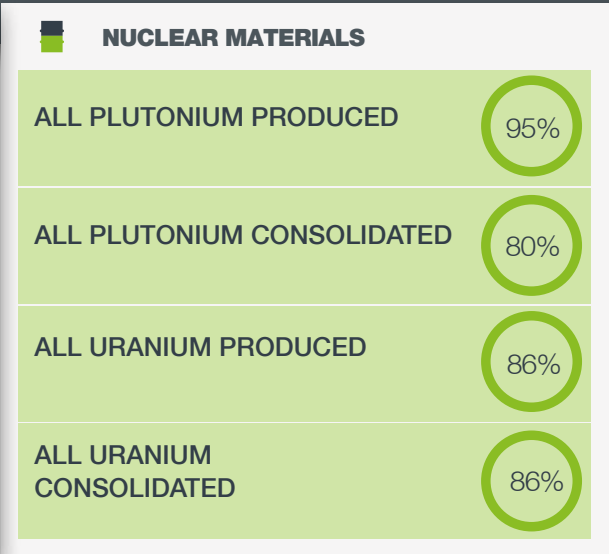 NUCLEAR MATERIALS
ALL PLUTONIUM PRODUCED
95%
ALL PLUTONIUM CONSOLIDATED
80%
ALL URANIUM PRODUCED
86%
ALL URANIUM
CONSOLIDATED
86%